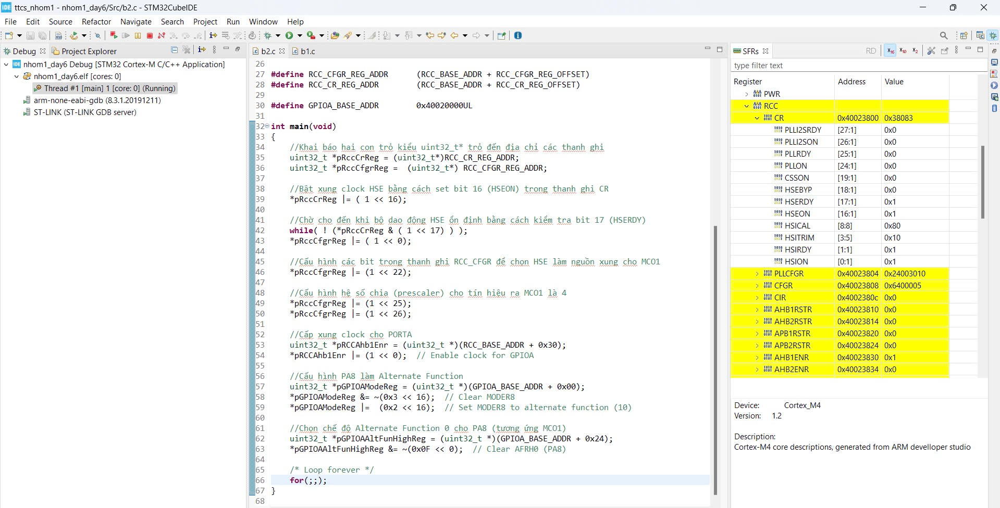 IDE ttcs_nhom1 - nhom1_day6/Src/b2.c - STM32CubeIDE
File Edit Source Refactor Navigate Search Project Run Window Help
Debug Project Explorer
IDE nhom1_day6 Debug [STM32 Cortex-M C/C++ Application]
nhom1_day6.elf [cores: 0]
Thread #1 [main] 1 [core: 0] (Running)
arm-none-eabi-gdb (8.3.1.20191211)
ST-LINK (ST-LINK GDB server)
b2.c b1.c
26
27 #define RCC_CFGR_REG_ADDR (RCC_BASE_ADDR + RCC_CFGR_REG_OFFSET)
28 #define RCC_CR_REG_ADDR (RCC_BASE_ADDR + RCC_CR_REG_OFFSET)
29
30 #define GPIOA_BASE_ADDR 0x40020000UL
31
32 int main(void)
33 {
34 //Khai báo hai con trỏ kiểu uint32_t* trỏ đến địa chỉ các thanh ghi
35 uint32_t *pRccCrReg = (uint32_t*)RCC_CR_REG_ADDR;
36 uint32_t *pRccCfgrReg = (uint32_t*) RCC_CFGR_REG_ADDR;
37
38 //Bật xung clock HSE bằng cách set bit 16 (HSEON) trong thanh ghi CR
39 *pRccCrReg |= ( 1 << 16);
40
41 //Chờ cho đến khi bộ dao động HSE ổn định bằng cách kiểm tra bit 17 (HSERDY)
42 while( ! (*pRccCrReg & ( 1 << 17) ) );
43 *pRccCfgrReg |= ( 1 << 0);
44
45 //Cấu hình các bit trong thanh ghi RCC_CFGR để chọn HSE làm nguồn xung cho MCO1
46 *pRccCfgrReg |= (1 << 22);
47
48 //Cấu hình hệ số chia (prescaler) cho tín hiệu ra MCO1 là 4
49 *pRccCfgrReg |= (1 << 25);
50 *pRccCfgrReg |= (1 << 26);
51
52 //Cấp xung clock cho PORTA
53 uint32_t *pRCCAhb1Enr = (uint32_t *)(RCC_BASE_ADDR + 0x30);
54 *pRCCAhb1Enr |= (1 << 0); // Enable clock for GPIOA
55
56 //Cấu hình PA8 làm Alternate Function
57 uint32_t *pGPIOAModeReg = (uint32_t *)(GPIOA_BASE_ADDR + 0x00);
58 *pGPIOAModeReg &= ~(0x3 << 16); // Clear MODER8
59 *pGPIOAModeReg |= (0x2 << 16); // Set MODER8 to alternate function (10)
60
61 //Chọn chế độ Alternate Function 0 cho PA8 (tương ứng MCO1)
62 uint32_t *pGPIOAAltFunHighReg = (uint32_t *)(GPIOA_BASE_ADDR + 0x24);
63 *pGPIOAAltFunHighReg &= ~(0x0F << 0); // Clear AFRH0 (PA8)
64
65 /* Loop forever */
66 for(;;);
67 }
68
SFRs RD X16 X10 X2
type filter text
Register Address Value
PWR
RCC
CR 0x40023800 0x38083
PLLI2SRDY [27:1] 0x0
PLLI2SON [26:1] 0x0
PLLRDY [25:1] 0x0
PLLON [24:1] 0x0
CSSON [19:1] 0x0
HSEBYP [18:1] 0x0
HSERDY [17:1] 0x1
HSEON [16:1] 0x1
HSICAL [8:8] 0x80
HSITRIM [3:5] 0x10
HSIRDY [1:1] 0x1
HSION [0:1] 0x1
PLLCFGR 0x40023804 0x24003010
CFGR 0x40023808 0x6400005
CIR 0x4002380c 0x0
AHB1RSTR 0x40023810 0x0
AHB2RSTR 0x40023814 0x0
APB1RSTR 0x40023820 0x0
APB2RSTR 0x40023824 0x0
AHB1ENR 0x40023830 0x1
AHB2ENR 0x40023834 0x0
Device: Cortex_M4
Version: 1.2
Description:
Cortex-M4 core descriptions, generated from ARM develloper studio